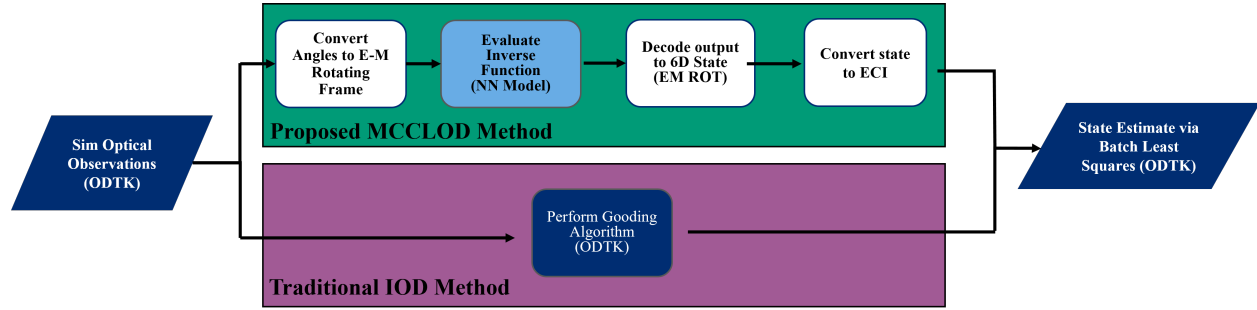 Sim Optical
Observations
(ODTK)
Convert
Angles to E-M
Rotating
Frame
Evaluate
Inverse
Function
(NN Model)
Decode output
to 6D State
(EM ROT)
Convert state
to ECI
Proposed MCCLOD Method
Perform Gooding
Algorithm
(ODTK)
Traditional IOD Method
State Estimate via
Batch Least
Squares (ODTK)